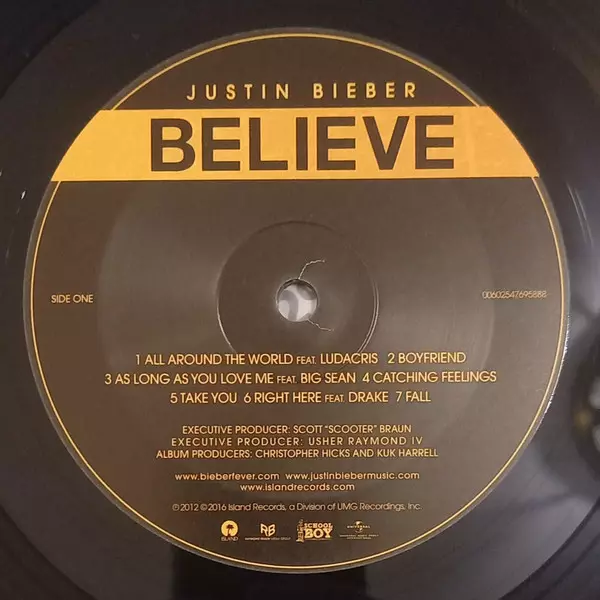 JUSTIN BIEBER
BELIEVE
SIDE ONE
00602547695888
1 ALL AROUND THE WORLD FEAT. LUDACRIS 2 BOYFRIEND
3 AS LONG AS YOU LOVE ME FEAT. BIG SEAN 4 CATCHING FEELINGS
5 TAKE YOU 6 RIGHT HERE FEAT. DRAKE 7 FALL
EXECUTIVE PRODUCER: SCOTT "SCOOTER" BRAUN
EXECUTIVE PRODUCER: USHER RAYMOND IV
ALBUM PRODUCERS: CHRISTOPHER HICKS AND KUK HARRELL
www.bieberfever.com www.justinbiebermusic.com
www.islandrecords.com
℗ 2012 © 2016 Island Records, a Division of UMG Recordings, Inc.
ISLAND
SCHOOL BOY
UNIVERSAL